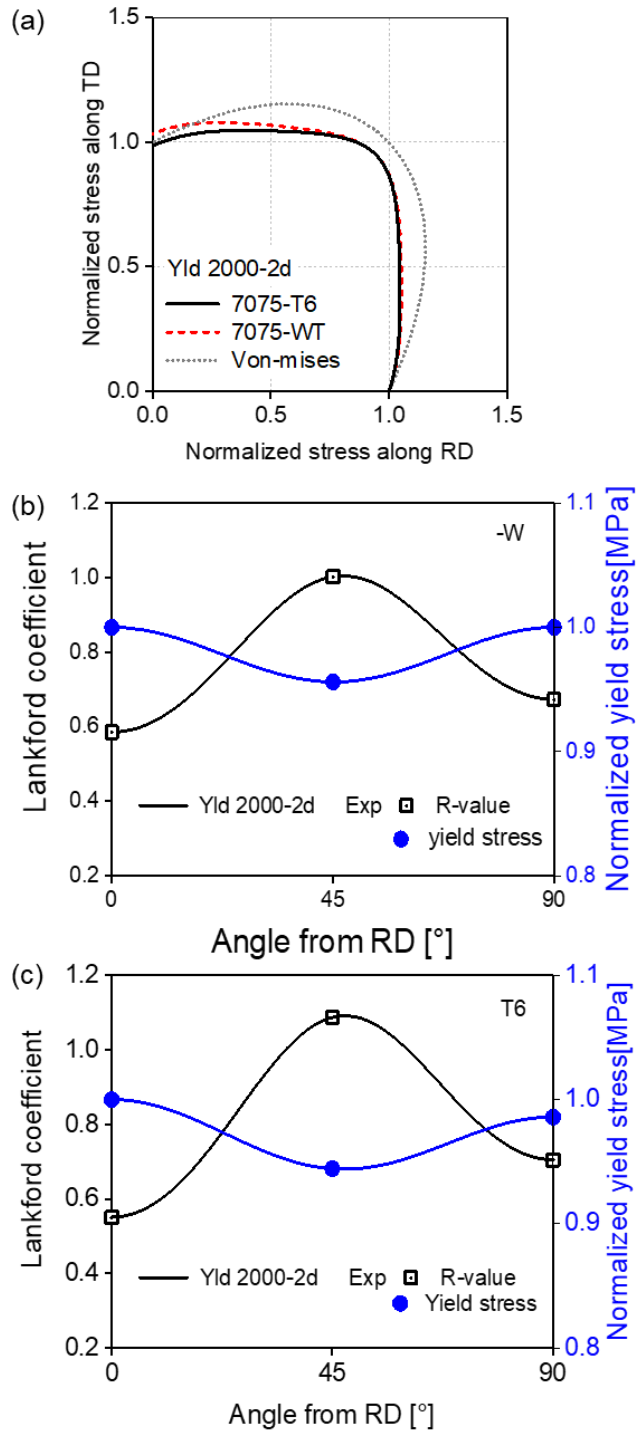 (a)
1.5
1.0
0.5
0.0
Normalized stress along TD
Yld 2000-2d
7075-T6
7075-WT
Von-mises
0.0 0.5 1.0 1.5
Normalized stress along RD
(b)
1.2
1.0
0.8
0.6
0.4
0.2
Lankford coefficient
-W
Yld 2000-2d Exp R-value
yield stress
1.1
1.0
0.9
0.8
Normalized yield stress[MPa]
0 45 90
Angle from RD [°]
(c)
1.2
1.0
0.8
0.6
0.4
0.2
Lankford coefficient
T6
Yld 2000-2d Exp R-value
Yield stress
1.1
1.0
0.9
0.8
Normalized yield stress[MPa]
0 45 90
Angle from RD [°]